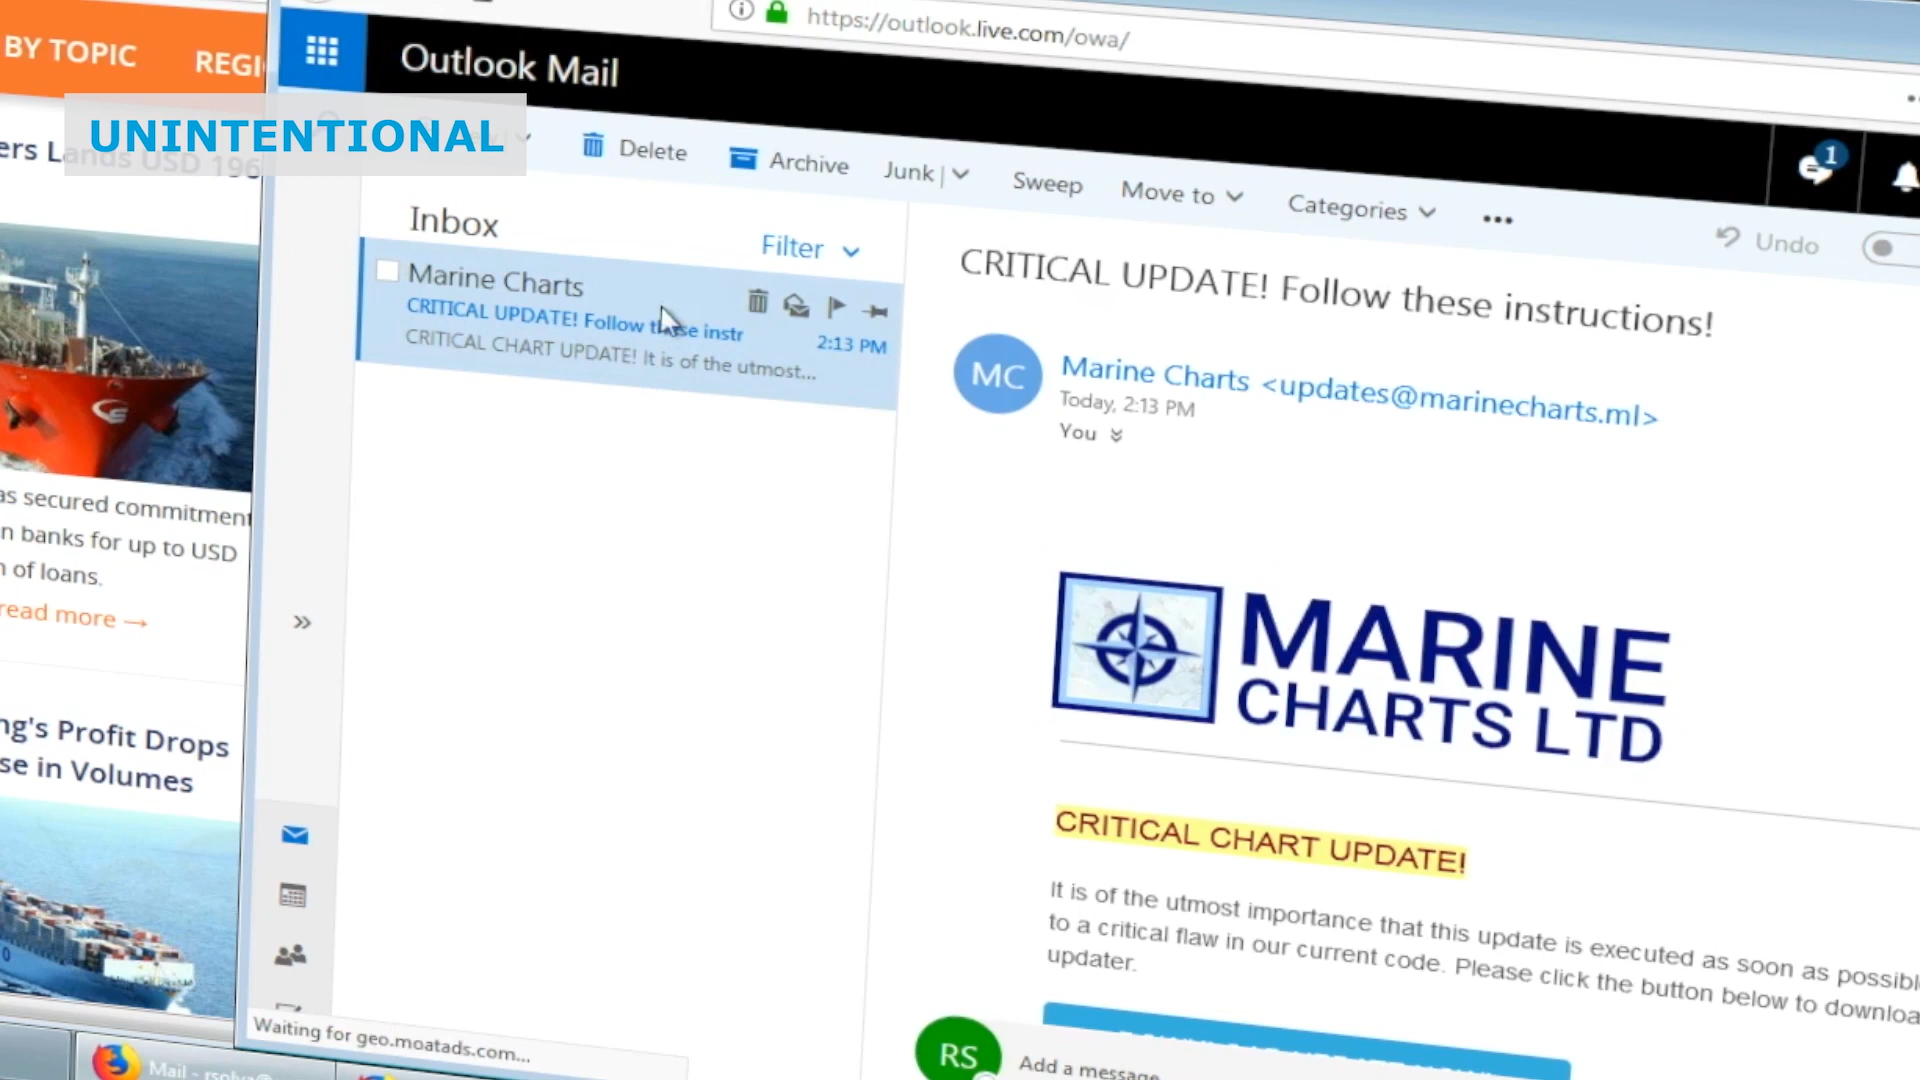 BY TOPIC
REGI
UNINTENTIONAL
ers Lands USD 196
as secured commitment
n banks for up to USD
n of loans.
read more →
ng's Profit Drops
se in Volumes
https://outlook.live.com/owa/
Outlook Mail
1
Delete
Archive
Junk |
Sweep
Move to
Categories
Undo
Inbox
Filter
Marine Charts
CRITICAL UPDATE! Follow these instr
2:13 PM
CRITICAL CHART UPDATE! It is of the utmost...
CRITICAL UPDATE! Follow these instructions!
MC
Marine Charts <updates@marinecharts.ml>
Today, 2:13 PM
You
MARINE
CHARTS LTD
CRITICAL CHART UPDATE!
It is of the utmost importance that this update is executed as soon as possibl
to a critical flaw in our current code. Please click the button below to downloa
updater.
RS
Add a message
Waiting for geo.moatads.com...
Mail -